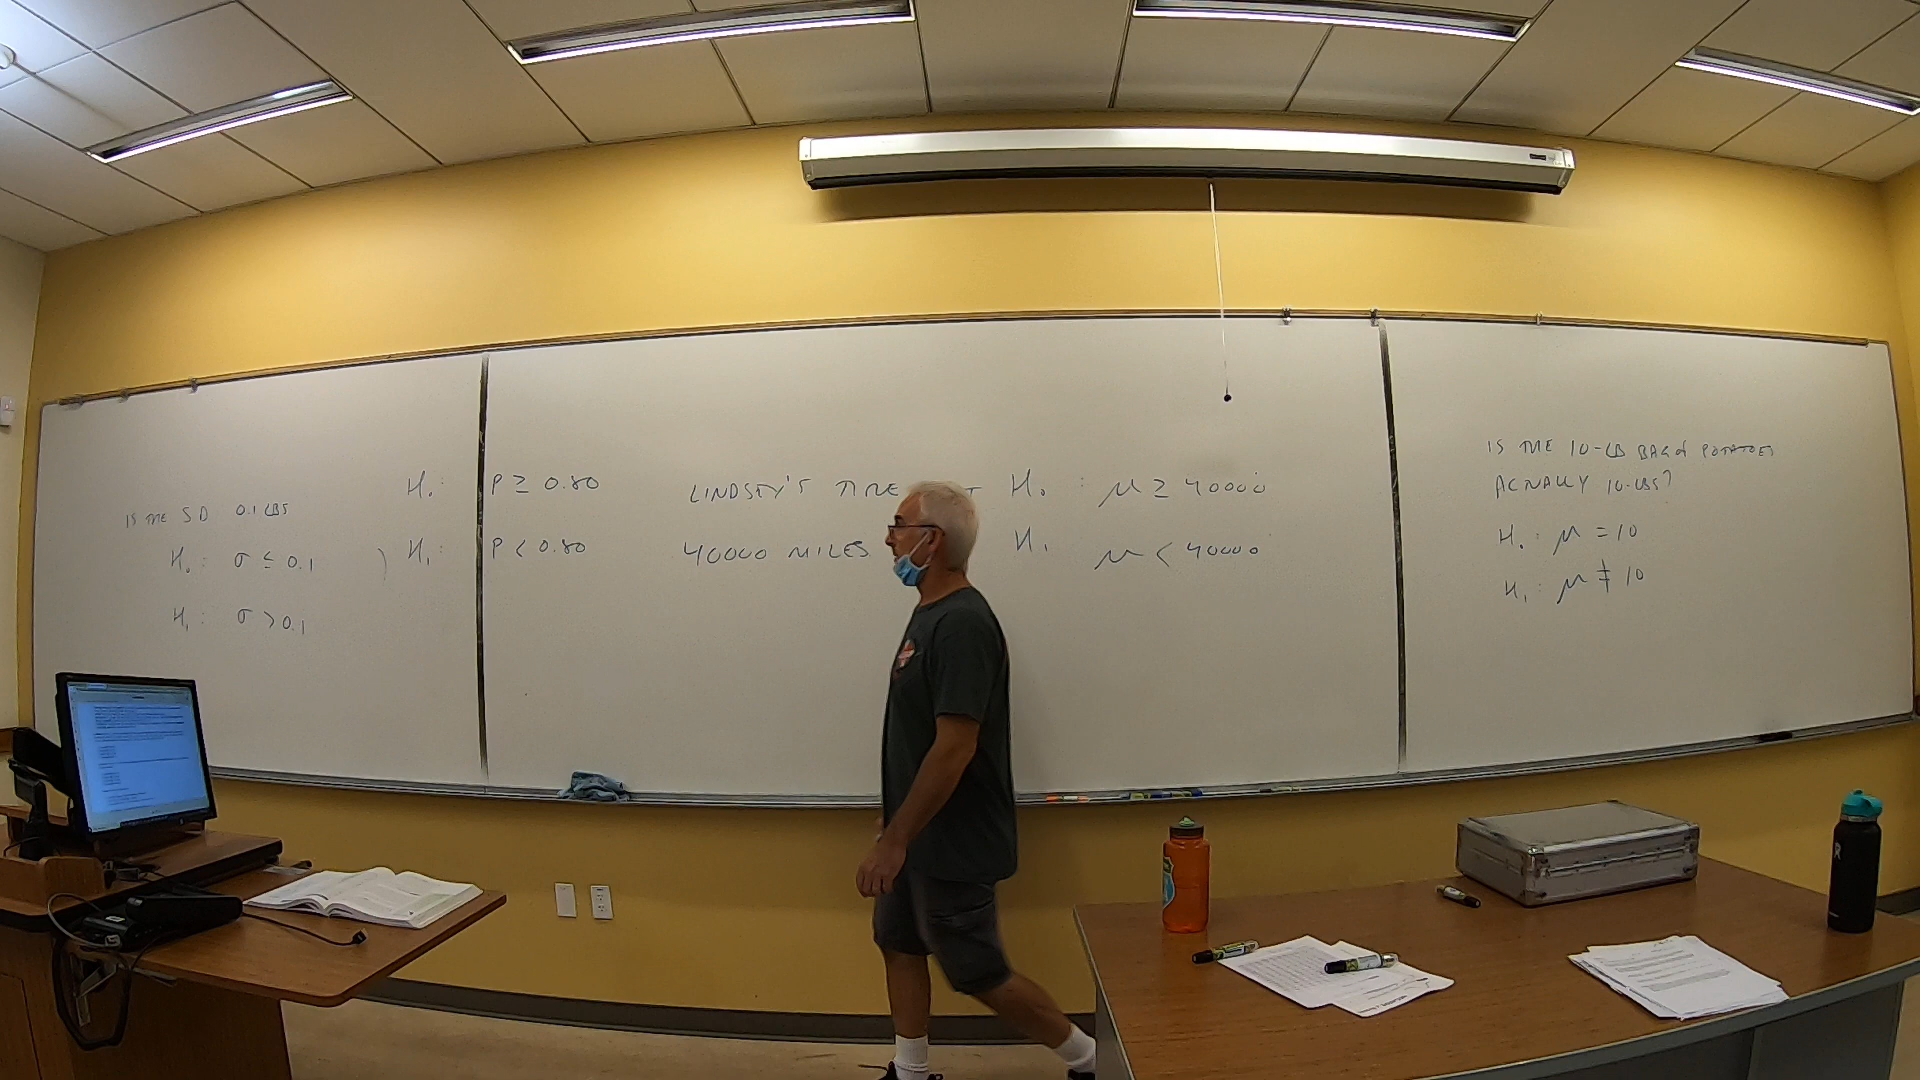 IS THE SD 0.1 LBS
H₀: σ ≤ 0.1
H₁: σ > 0.1
H₀: P ≥ 0.80
H₁: P < 0.80
LINDSEY'S TIRE
40000 MILES
H₀: μ ≥ 40000
H₁ μ < 40000
IS THE 10-LB BAG OF POTATOES
ACTUALLY 10-LBS?
H₀: μ = 10
H₁: μ ≠ 10